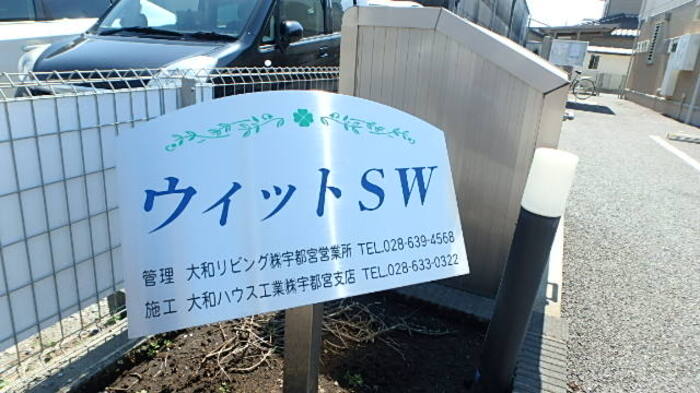 ウィットSW
管理 大和リビング㈱宇都宮営業所 TEL.028-639-4568
施工 大和ハウス工業㈱宇都宮支店 TEL.028-633-0322